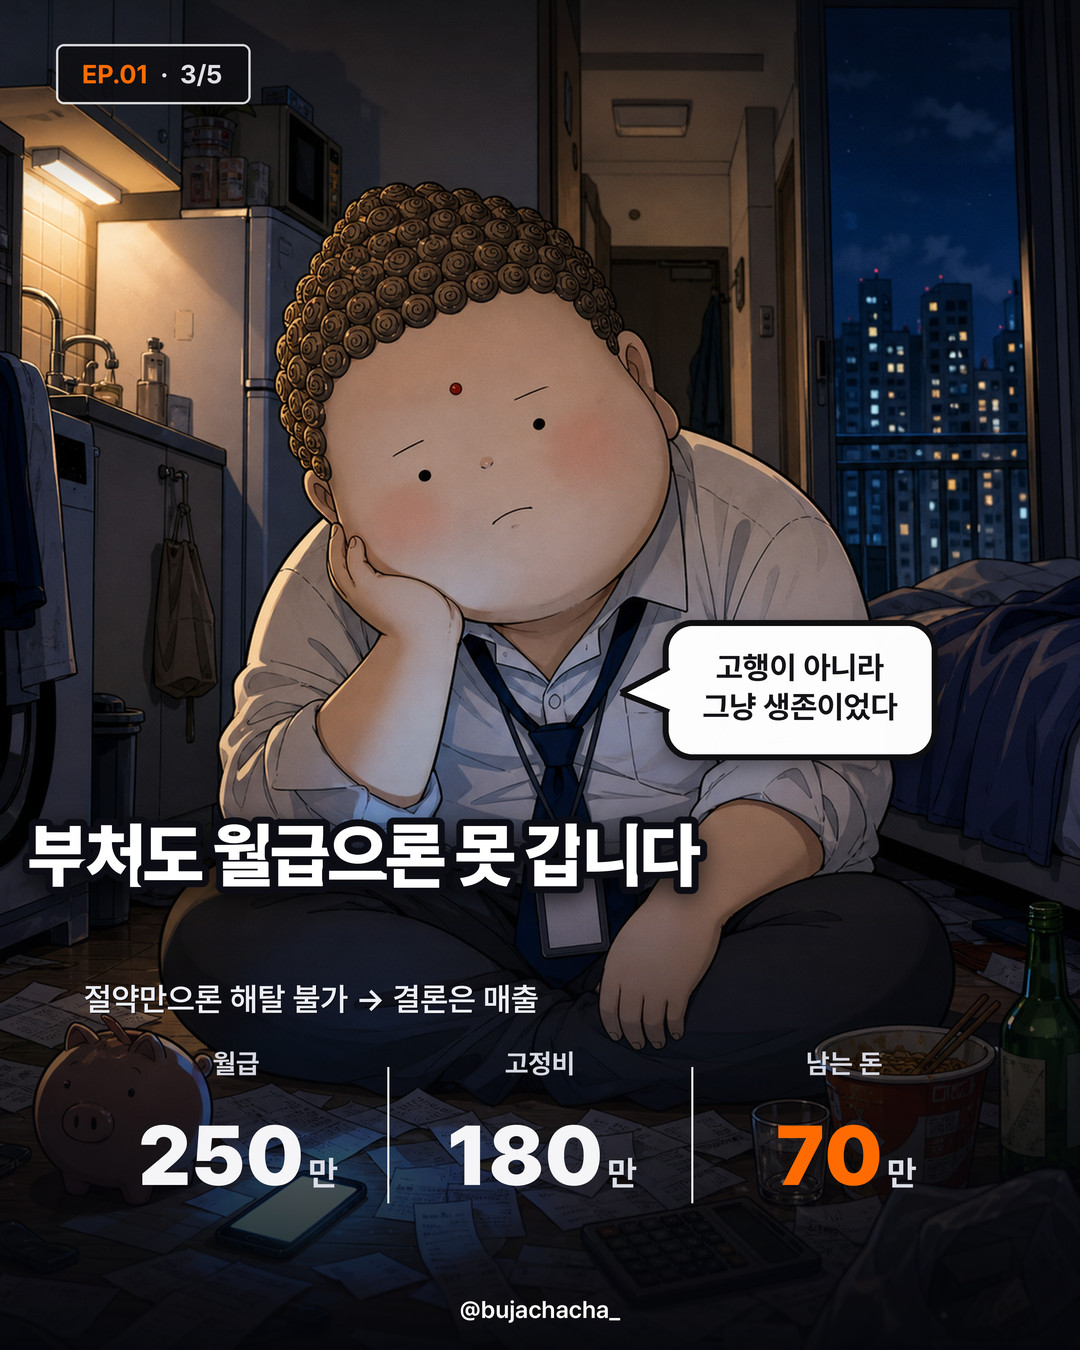 EP.01 · 3/5
고행이 아니라
그냥 생존이었다
부처도 월급으론 못 갑니다
절약만으론 해탈 불가 → 결론은 매출
월급
250만
고정비
180만
남는 돈
70만
@bujachacha_